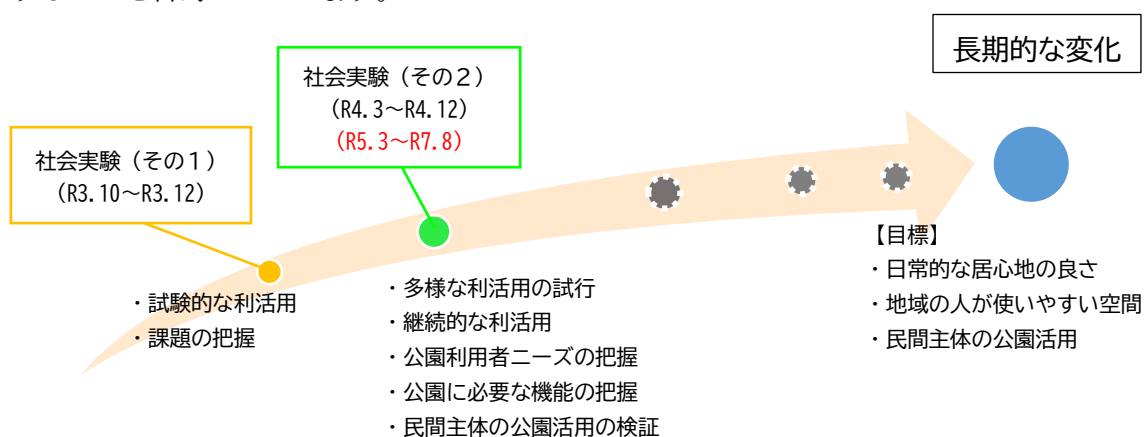 長期的な変化
社会実験(その2)
(R4.3~R4.12)
(R5.3~R7.8)
社会実験(その1)
(R3.10~R3.12)
・試験的な利活用
・課題の把握
・多様な利活用の試行
・継続的な利活用
・公園利用者ニーズの把握
・公園に必要な機能の把握
・民間主体の公園活用の検証
【目標】
・日常的な居心地の良さ
・地域の人が使いやすい空間
・民間主体の公園活用